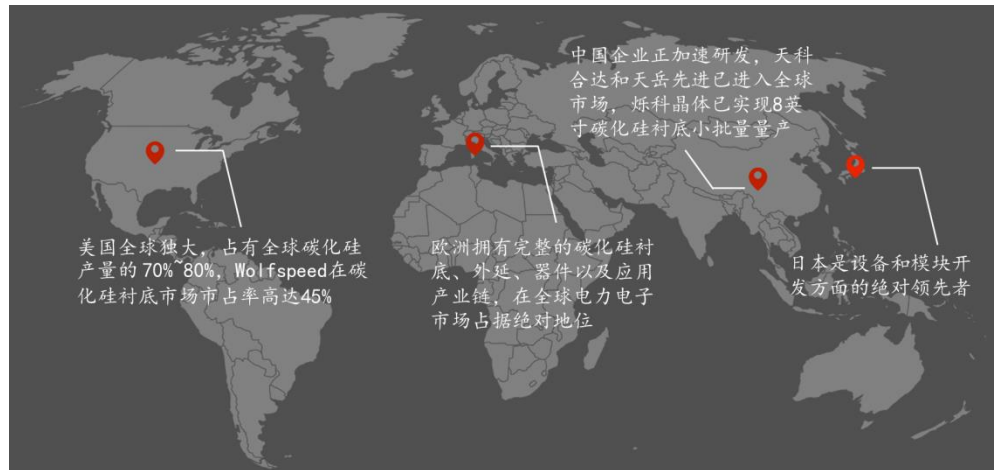 中国企业正加速研发，天科
合达和天岳先进已进入全球
市场，烁科晶体已实现8英
寸碳化硅衬底小批量量产
美国全球独大，占有全球碳化硅
产量的70%~80%，Wolfspeed在碳
化硅衬底市场市占率高达45%
欧洲拥有完整的碳化硅衬
底、外延、器件以及应用
产业链，在全球电力电子
市场占据绝对地位
日本是设备和模块开
发方面的绝对领先者